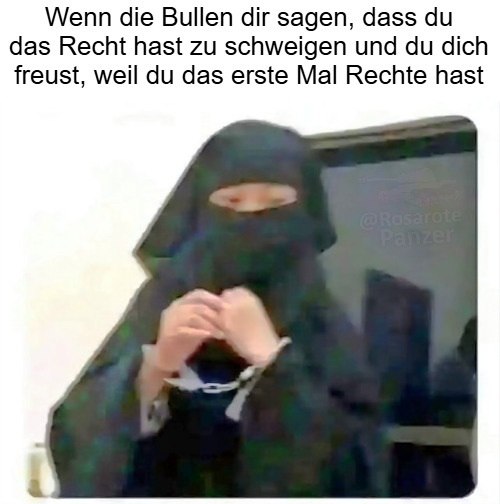 Wenn die Bullen dir sagen, dass du
das Recht hast zu schweigen und du dich
freust, weil du das erste Mal Rechte hast
@Rosarote
Panzer